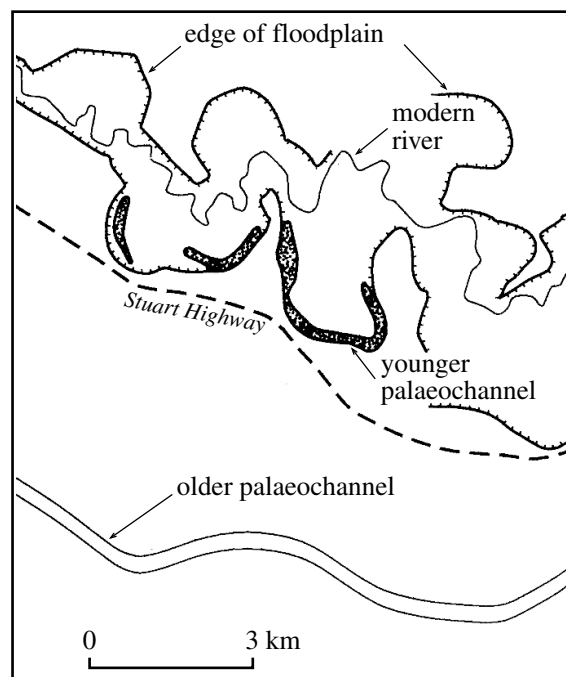 edge of floodplain
modern
river
Stuart Highway
younger
palaeochannel
older palaeochannel
0 3 km